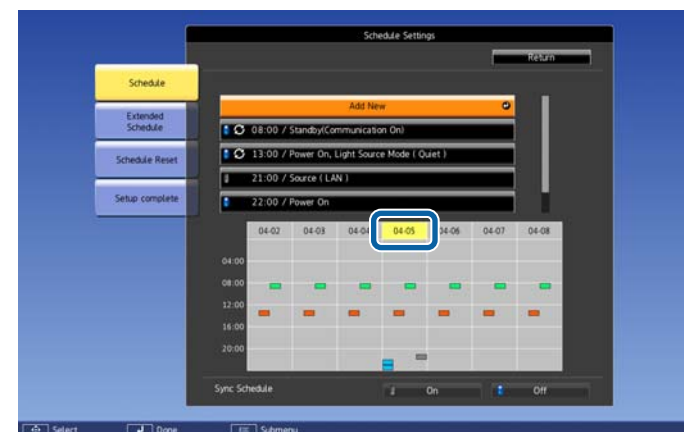 Schedule Settings
Return
Schedule
Extended
Schedule
Schedule Reset
Setup complete
Add New
08:00 / Standby(Communication On)
13:00 / Power On, Light Source Mode ( Quiet )
21:00 / Source ( LAN )
22:00 / Power On
04-02 04-03 04-04 04-05 04-06 04-07 04-08
04:00
08:00
12:00
16:00
20:00
Sync Schedule On Off
Select Done Submenu